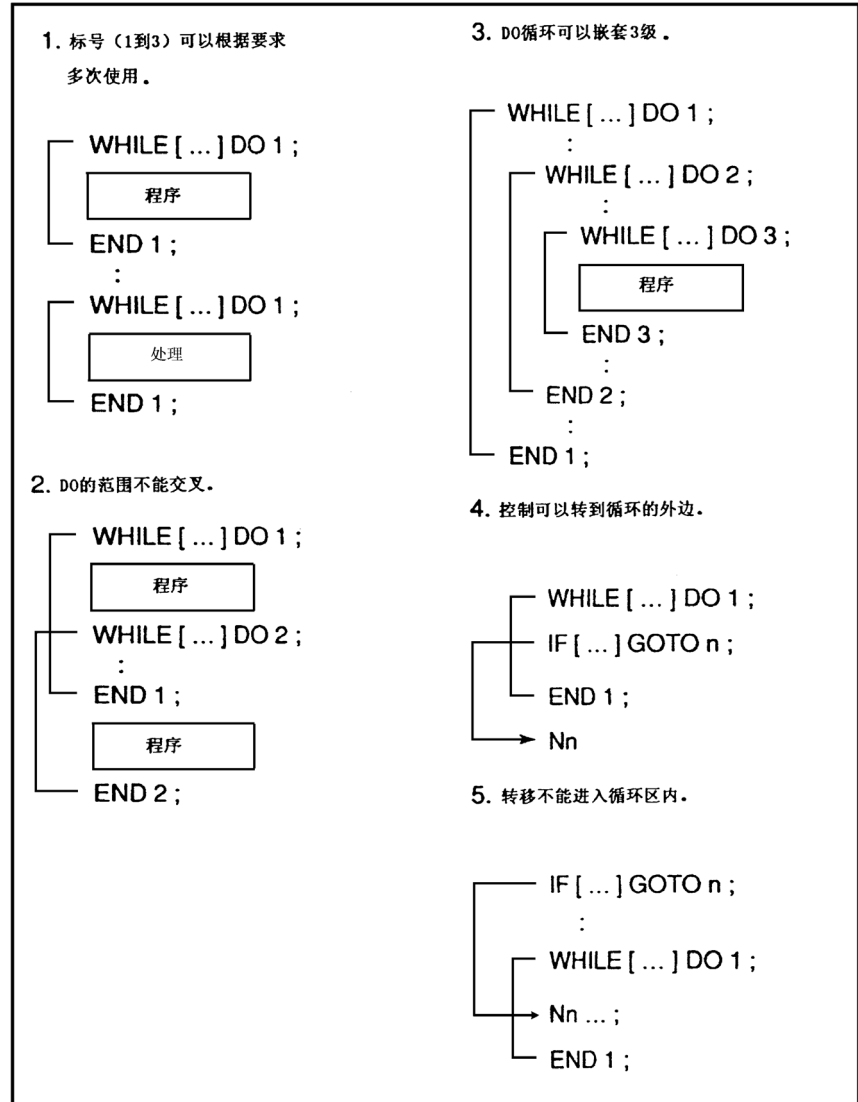 1. 标号（1到3）可以根据要求
多次使用．
WHILE [ … ] DO 1 ;
程序
END 1 ;
:
WHILE [ … ] DO 1 ;
处理
END 1 ;
2. DO的范围不能交叉．
WHILE [ … ] DO 1 ;
程序
WHILE [ … ] DO 2 ;
:
END 1 ;
程序
END 2 ;
3. DO循环可以嵌套3级．
WHILE [ … ] DO 1 ;
:
WHILE [ … ] DO 2 ;
:
WHILE [ … ] DO 3 ;
程序
END 3 ;
:
END 2 ;
:
END 1 ;
4. 控制可以转到循环的外边．
WHILE [ … ] DO 1 ;
IF [ … ] GOTO n ;
END 1 ;
Nn
5. 转移不能进入循环区内．
IF [ … ] GOTO n ;
:
WHILE [ … ] DO 1 ;
Nn … ;
END 1 ;